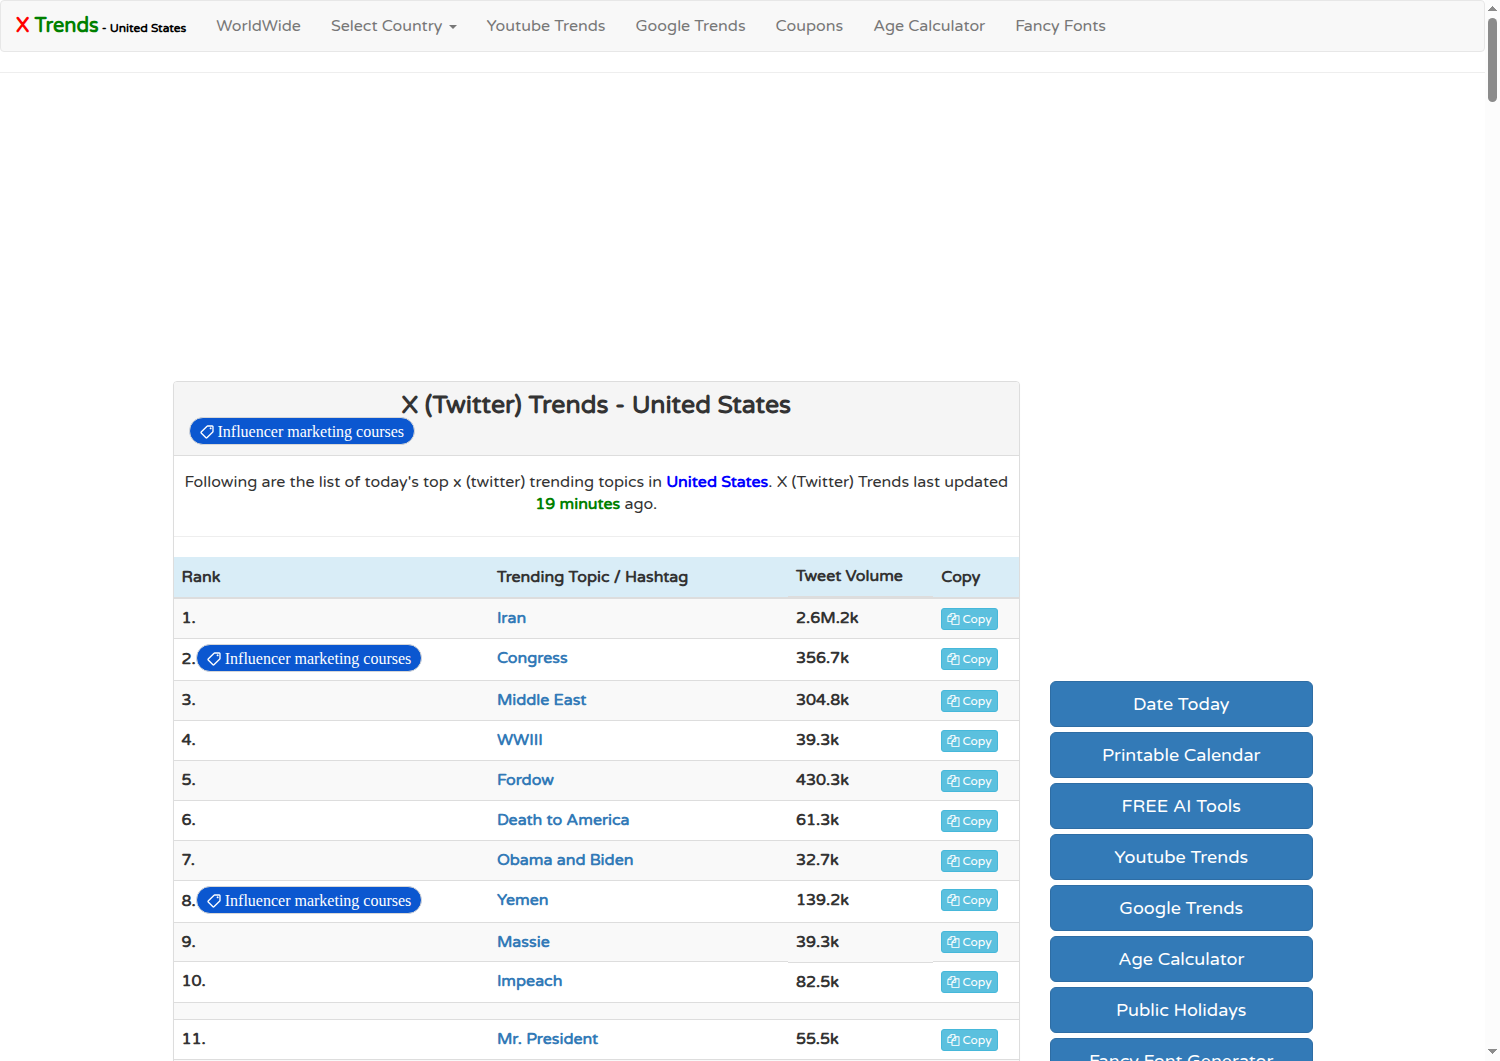 X Trends - United States
WorldWide
Select Country
Youtube Trends
Google Trends
Coupons
Age Calculator
Fancy Fonts
X (Twitter) Trends - United States
Influencer marketing courses
Following are the list of today's top x (twitter) trending topics in United States. X (Twitter) Trends last updated
19 minutes ago.
Rank Trending Topic / Hashtag Tweet Volume Copy
1. Iran 2.6M.2k Copy
2. Influencer marketing courses Congress 356.7k Copy
3. Middle East 304.8k Copy
4. WWIII 39.3k Copy
5. Fordow 430.3k Copy
6. Death to America 61.3k Copy
7. Obama and Biden 32.7k Copy
8. Influencer marketing courses Yemen 139.2k Copy
9. Massie 39.3k Copy
10. Impeach 82.5k Copy
11. Mr. President 55.5k Copy
Date Today
Printable Calendar
FREE AI Tools
Youtube Trends
Google Trends
Age Calculator
Public Holidays
Fancy Font Generator